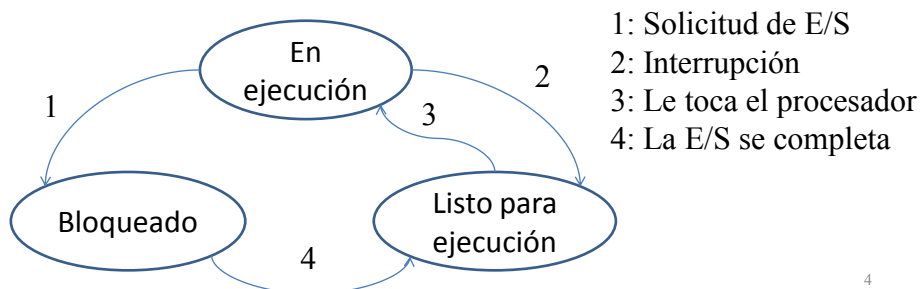 En
ejecución
1
2
3
Bloqueado
Listo para
ejecución
4
1: Solicitud de E/S
2: Interrupción
3: Le toca el procesador
4: La E/S se completa
4